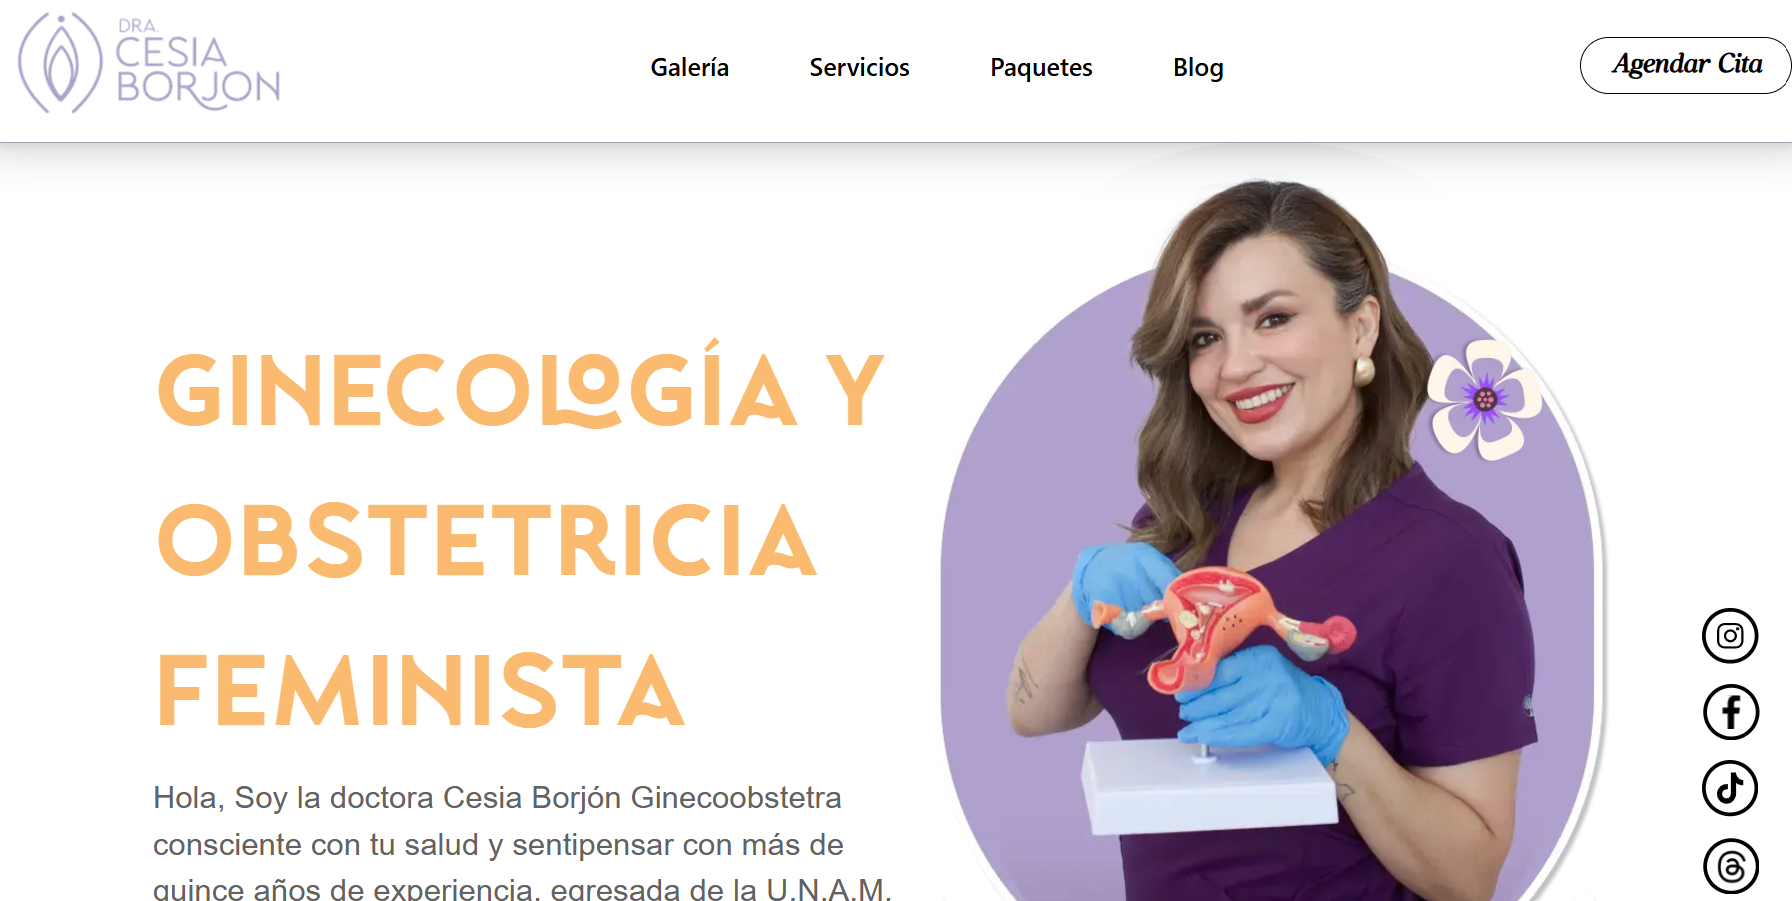 DRA.
CESIA
BORJON
Galería
Servicios
Paquetes
Blog
Agendar Cita
GINECOLOGÍA Y
OBSTETRICIA
FEMINISTA
Hola, Soy la doctora Cesia Borjón Ginecoobstetra
consciente con tu salud y sentipensar con más de
quince años de experiencia, egresada de la U.N.A.M.